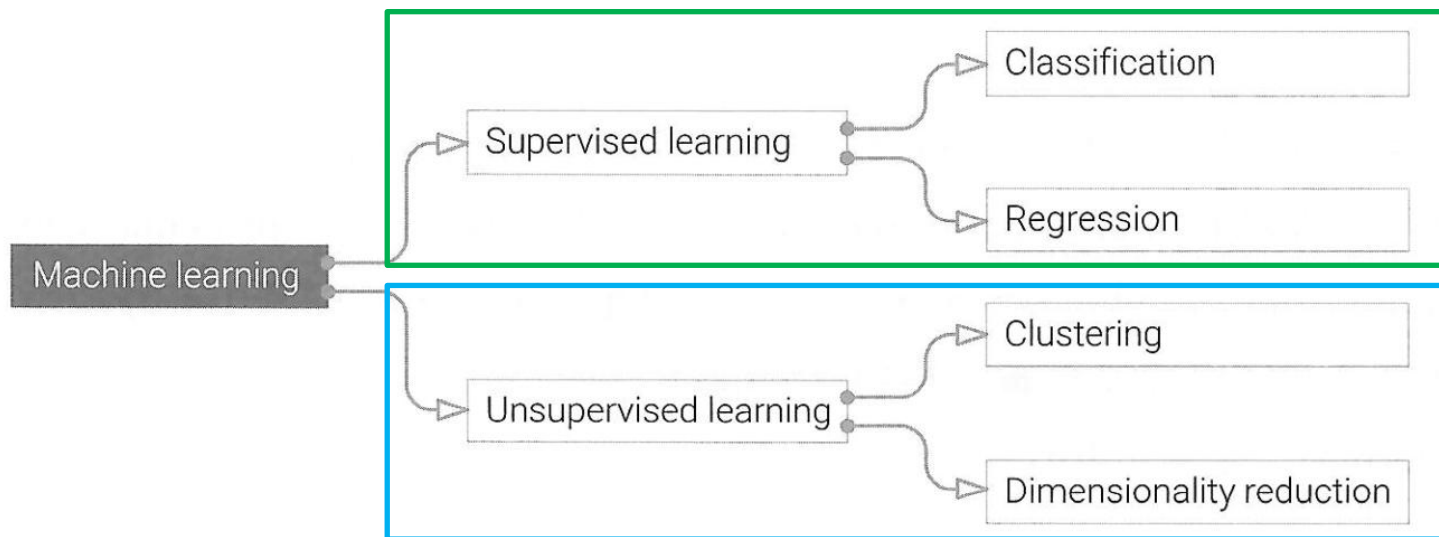 Machine learning
Supervised learning
Classification
Regression
Unsupervised learning
Clustering
Dimensionality reduction